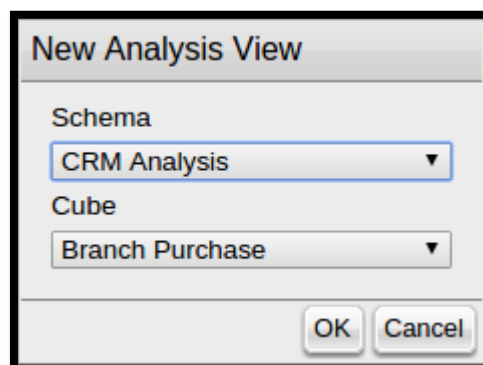 New Analysis View
Schema
CRM Analysis
Cube
Branch Purchase
OK Cancel